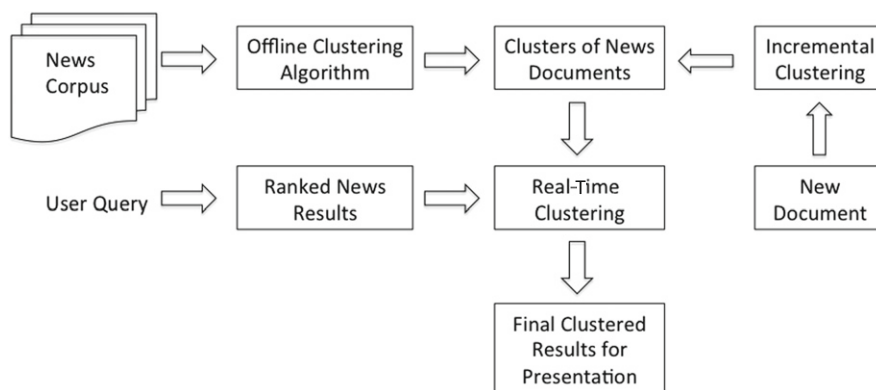 News
Corpus
Offline Clustering
Algorithm
Clusters of News
Documents
Incremental
Clustering
User Query
Ranked News
Results
Real-Time
Clustering
New
Document
Final Clustered
Results for
Presentation